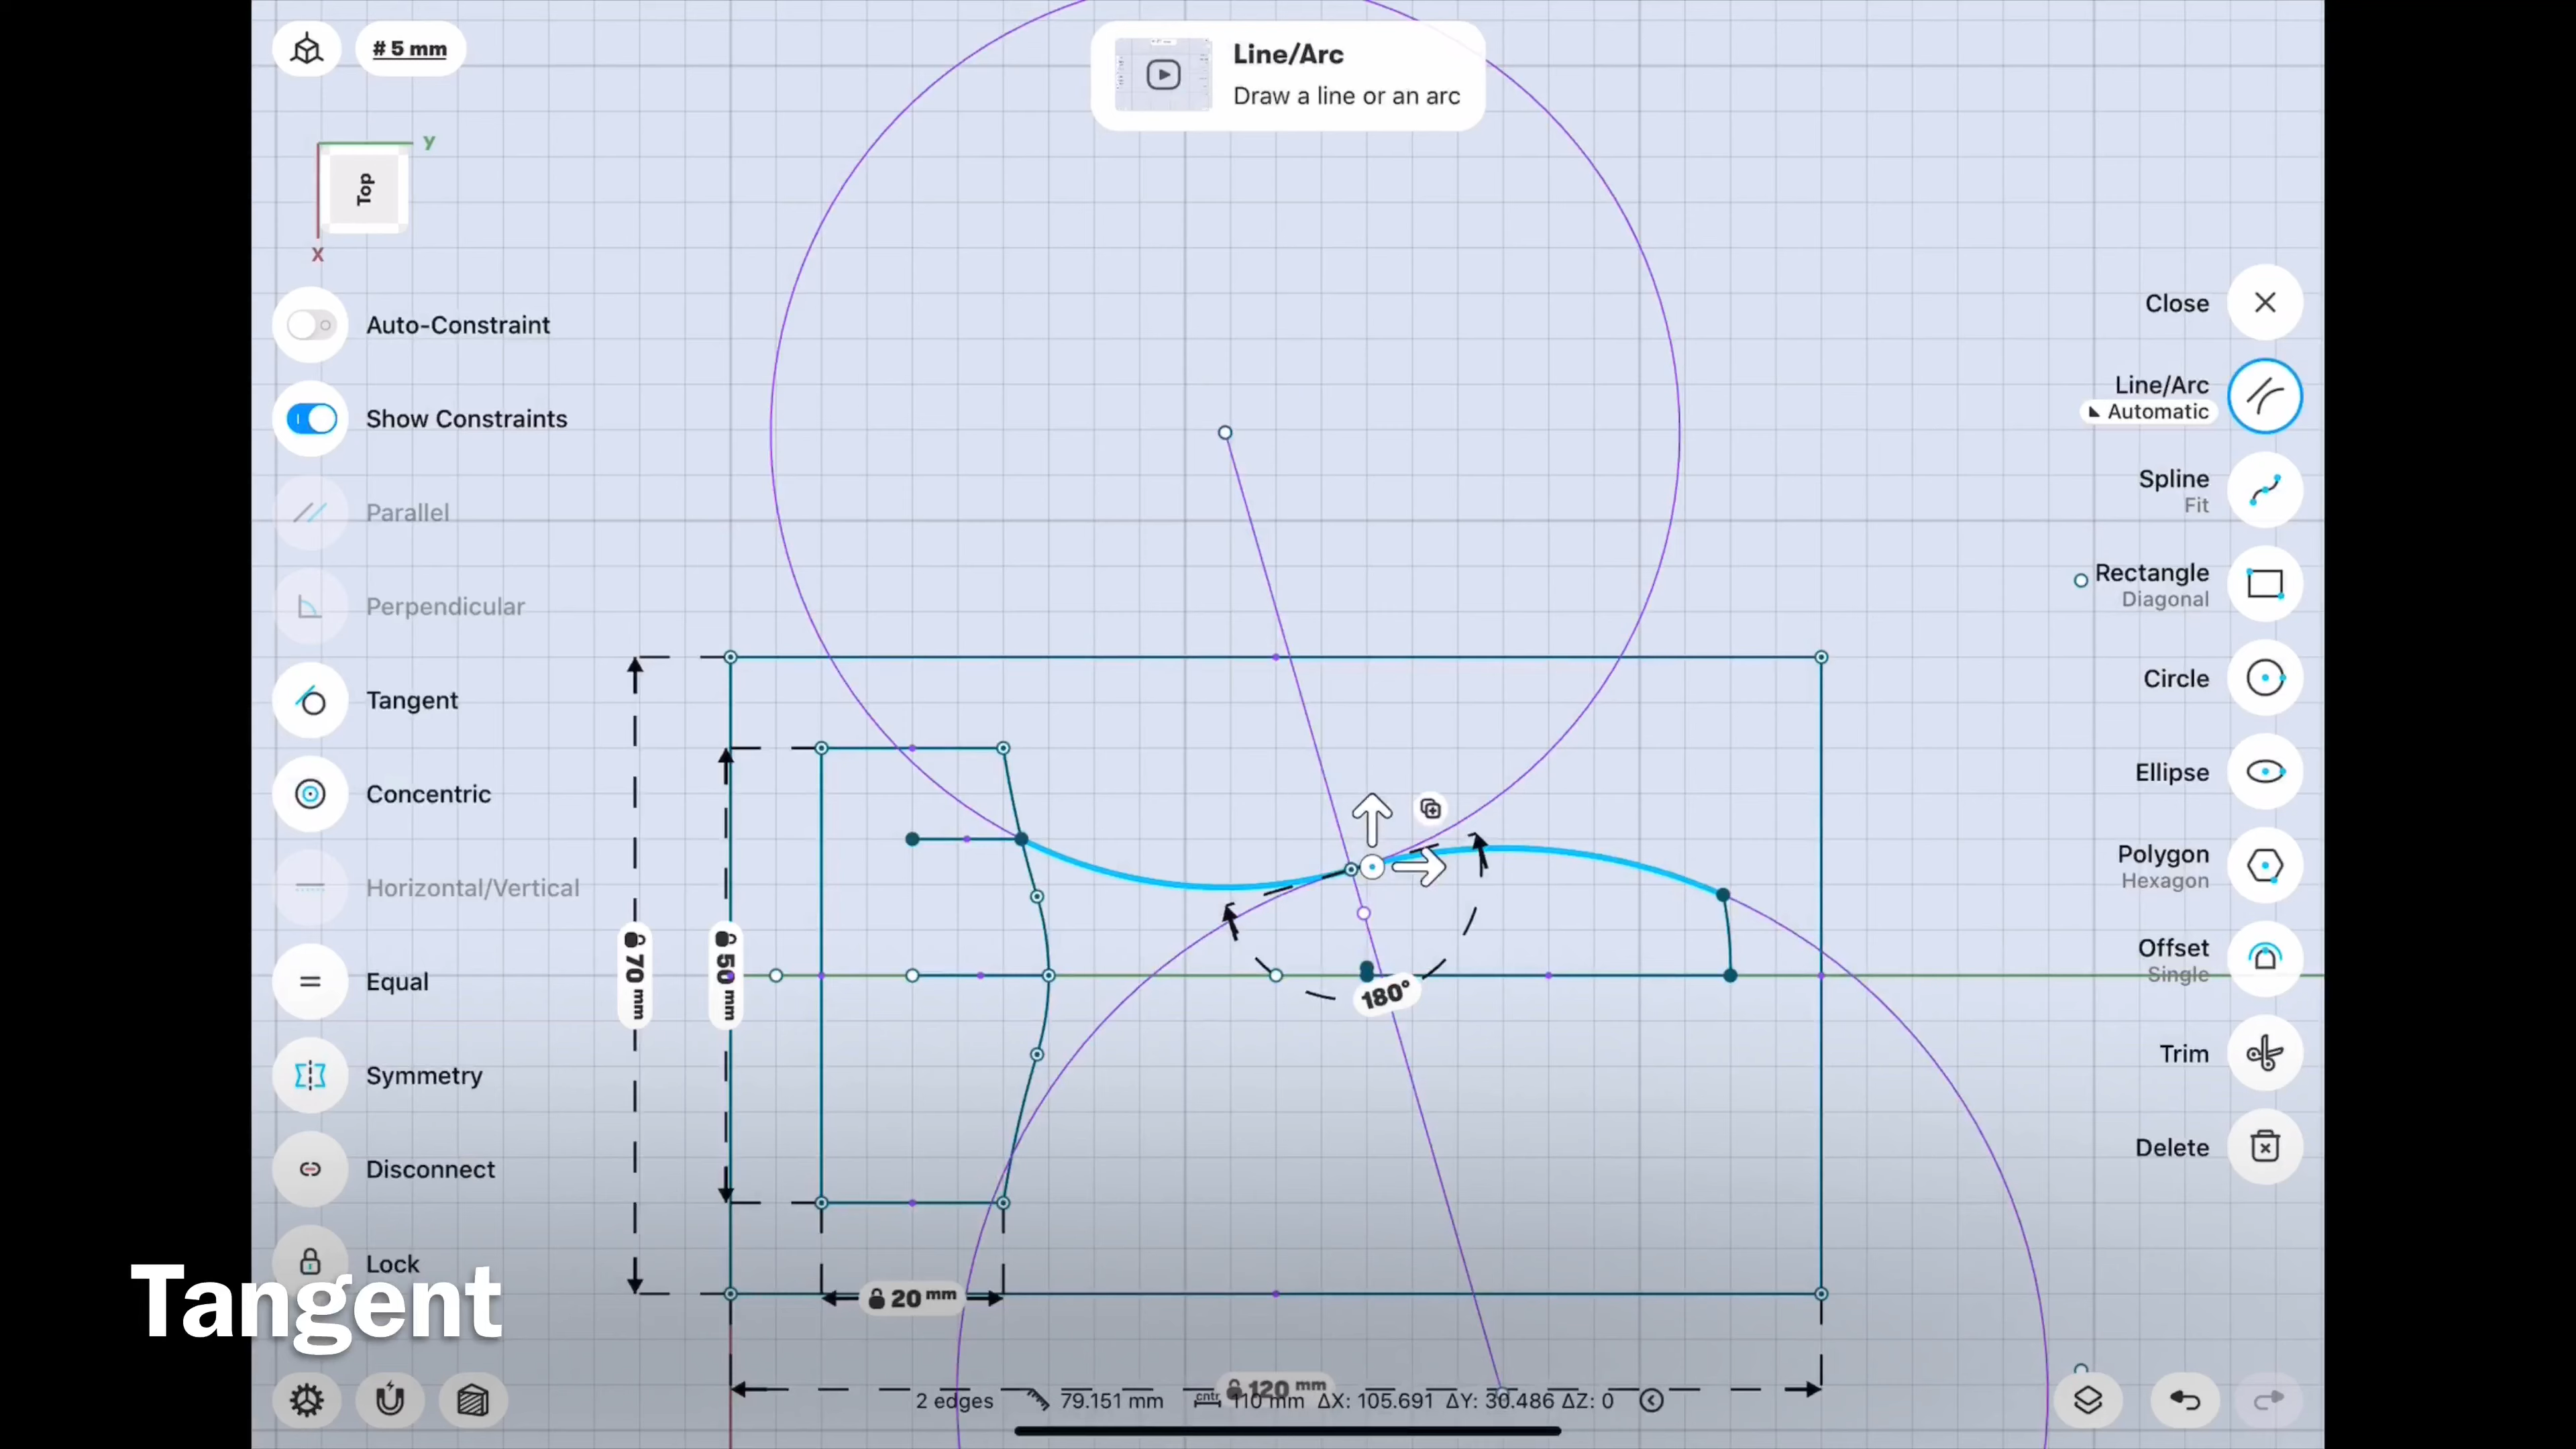 # 5 mm
Line/Arc
Draw a line or an arc
Y
Top
X
Auto-Constraint
Show Constraints
Parallel
Perpendicular
Tangent
Concentric
Horizontal/Vertical
Equal
Symmetry
Disconnect
Lock
Tangent
70 mm
50 mm
180°
20 mm
120 mm
2 edges
79.151 mm
cntr
110 mm
ΔX: 105.691 ΔY: 30.486 ΔZ: 0
Close
Line/Arc
Automatic
Spline
Fit
Rectangle
Diagonal
Circle
Ellipse
Polygon
Hexagon
Offset
Single
Trim
Delete